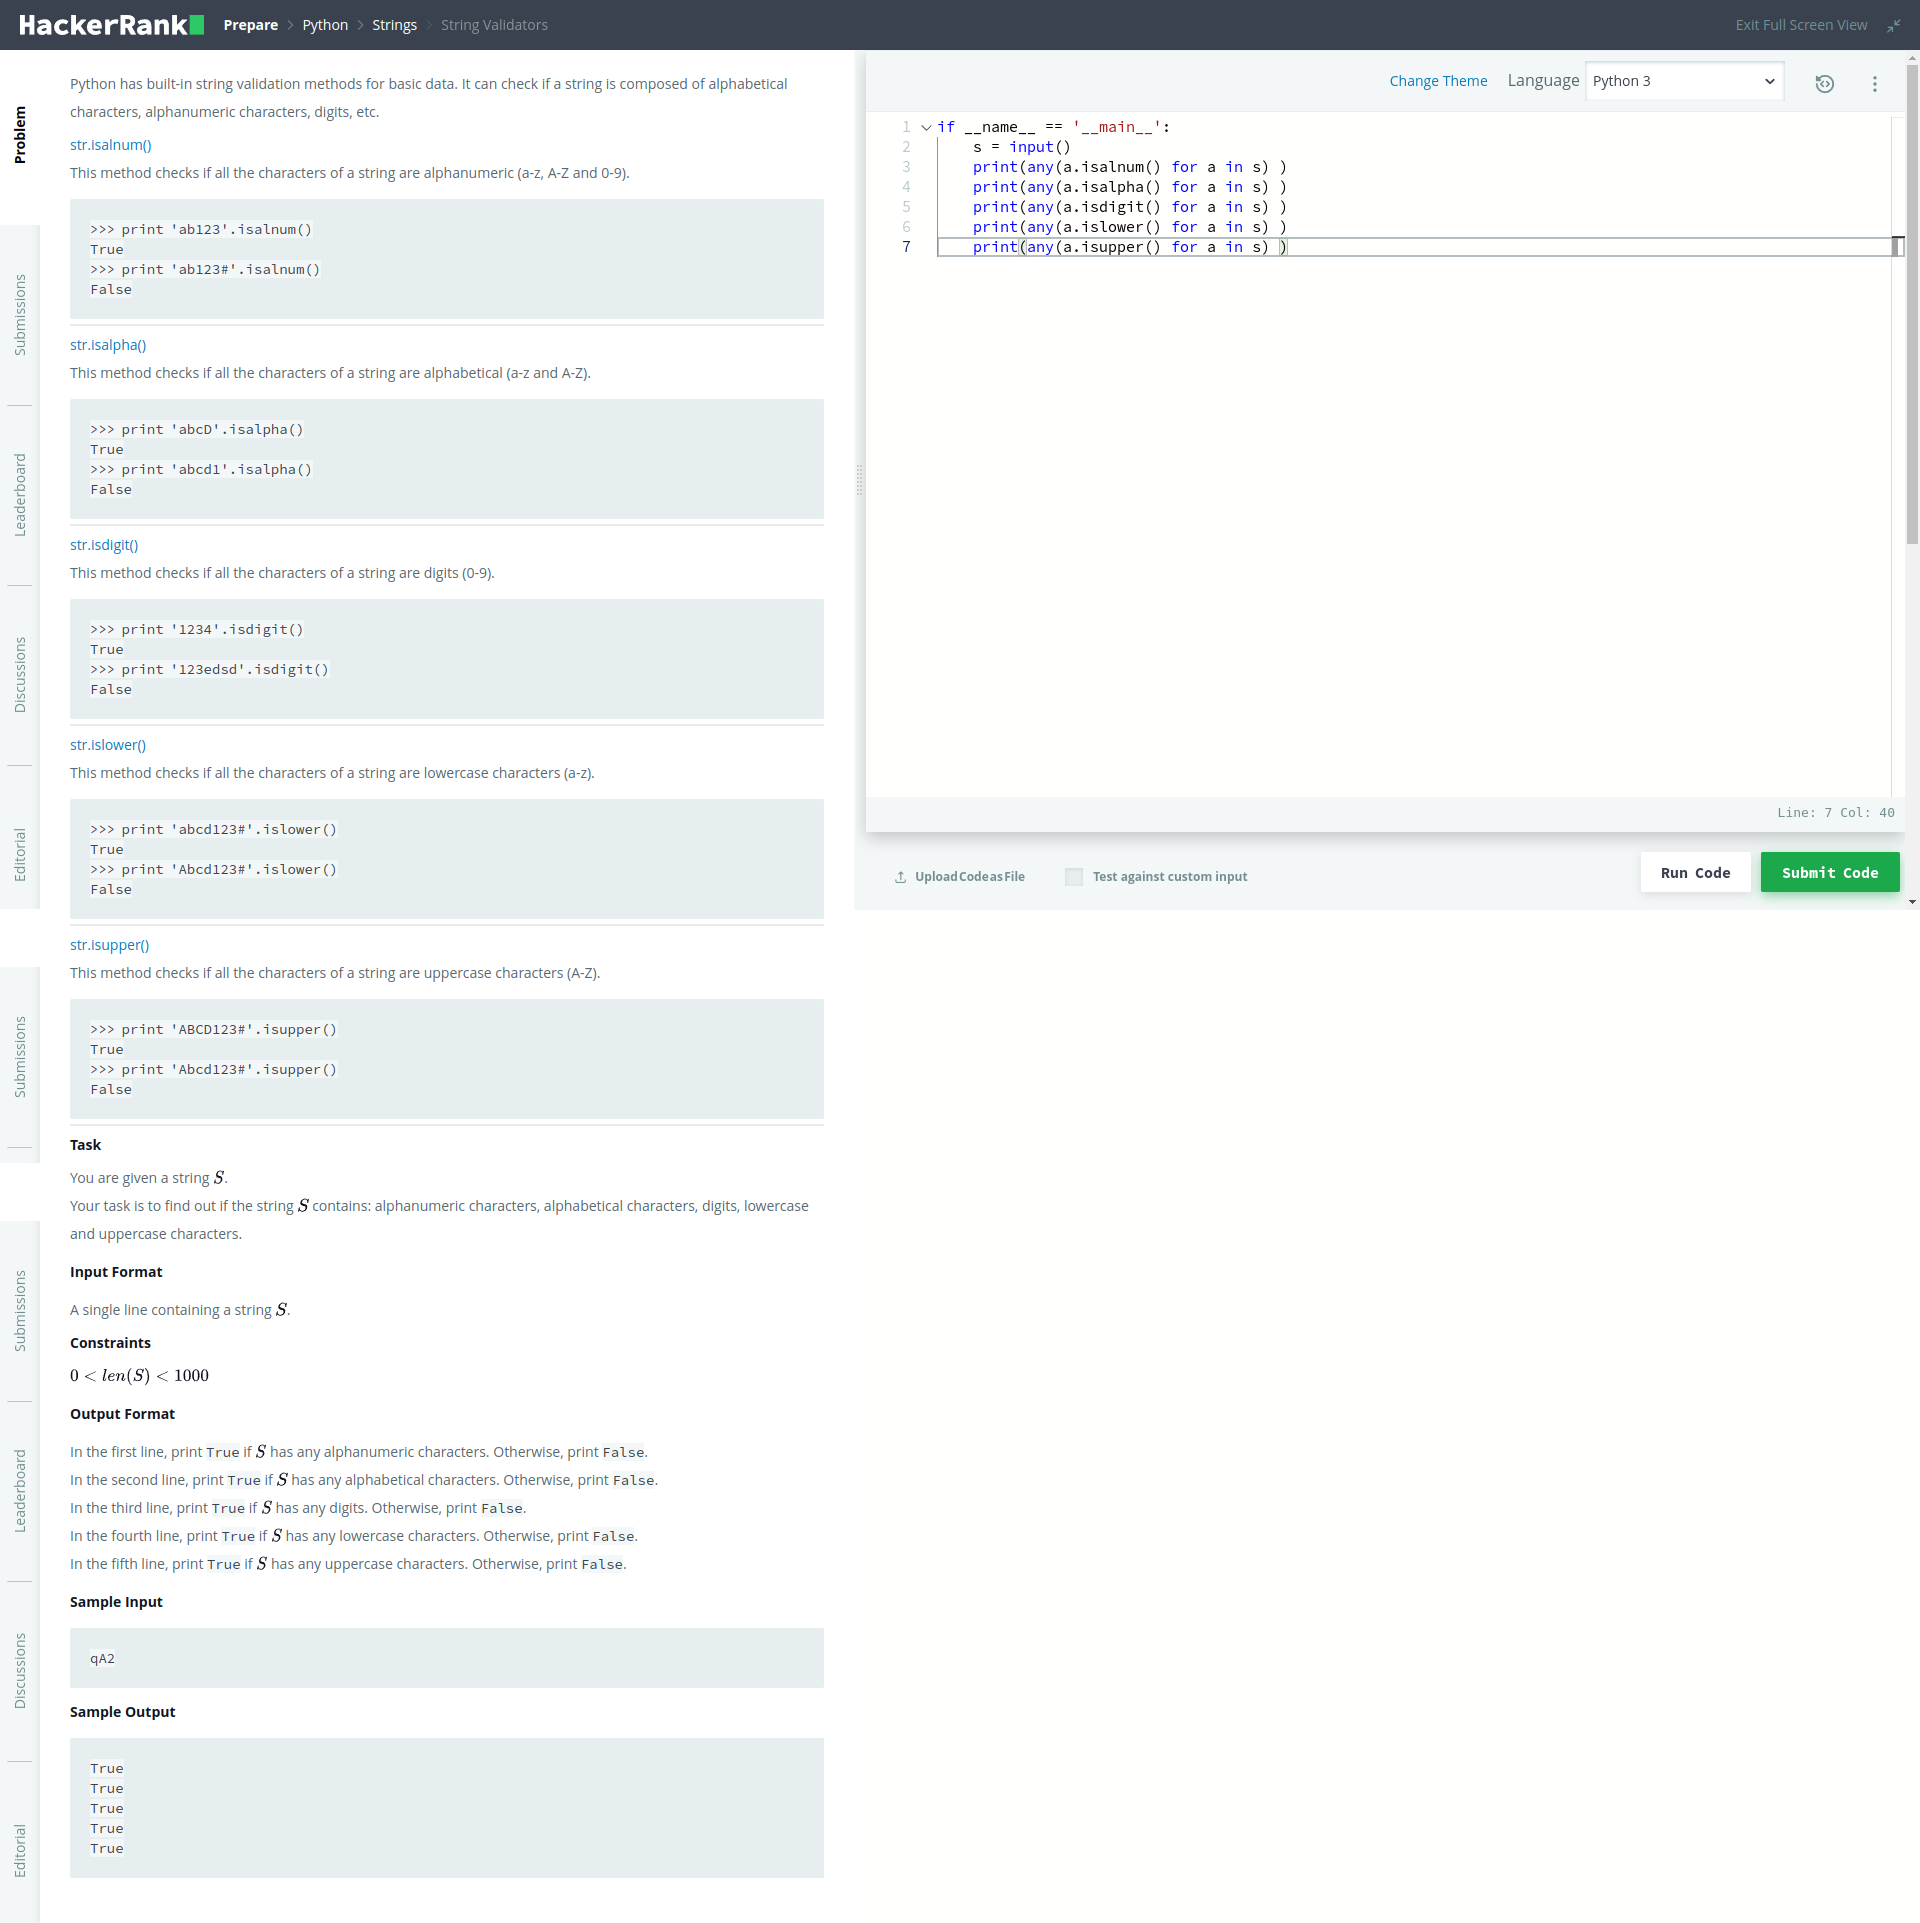 HackerRank Prepare > Python > Strings > String Validators Exit Full Screen View
Problem
Submissions
Leaderboard
Discussions
Editorial
Submissions
Submissions
Leaderboard
Discussions
Editorial
Python has built-in string validation methods for basic data. It can check if a string is composed of alphabetical
characters, alphanumeric characters, digits, etc.
str.isalnum()
This method checks if all the characters of a string are alphanumeric (a-z, A-Z and 0-9).
>>> print 'ab123'.isalnum()
True
>>> print 'ab123#'.isalnum()
False
str.isalpha()
This method checks if all the characters of a string are alphabetical (a-z and A-Z).
>>> print 'abcD'.isalpha()
True
>>> print 'abcd1'.isalpha()
False
str.isdigit()
This method checks if all the characters of a string are digits (0-9).
>>> print '1234'.isdigit()
True
>>> print '123edsd'.isdigit()
False
str.islower()
This method checks if all the characters of a string are lowercase characters (a-z).
>>> print 'abcd123#'.islower()
True
>>> print 'Abcd123#'.islower()
False
str.isupper()
This method checks if all the characters of a string are uppercase characters (A-Z).
>>> print 'ABCD123#'.isupper()
True
>>> print 'Abcd123#'.isupper()
False
Task
You are given a string S.
Your task is to find out if the string S contains: alphanumeric characters, alphabetical characters, digits, lowercase
and uppercase characters.
Input Format
A single line containing a string S.
Constraints
0 < len(S) < 1000
Output Format
In the first line, print True if S has any alphanumeric characters. Otherwise, print False.
In the second line, print True if S has any alphabetical characters. Otherwise, print False.
In the third line, print True if S has any digits. Otherwise, print False.
In the fourth line, print True if S has any lowercase characters. Otherwise, print False.
In the fifth line, print True if S has any uppercase characters. Otherwise, print False.
Sample Input
qA2
Sample Output
True
True
True
True
True
Change Theme Language Python 3
1 if __name__ == '__main__':
2 s = input()
3 print(any(a.isalnum() for a in s) )
4 print(any(a.isalpha() for a in s) )
5 print(any(a.isdigit() for a in s) )
6 print(any(a.islower() for a in s) )
7 print(any(a.isupper() for a in s) )
Line: 7 Col: 40
Upload Code as File Test against custom input Run Code Submit Code